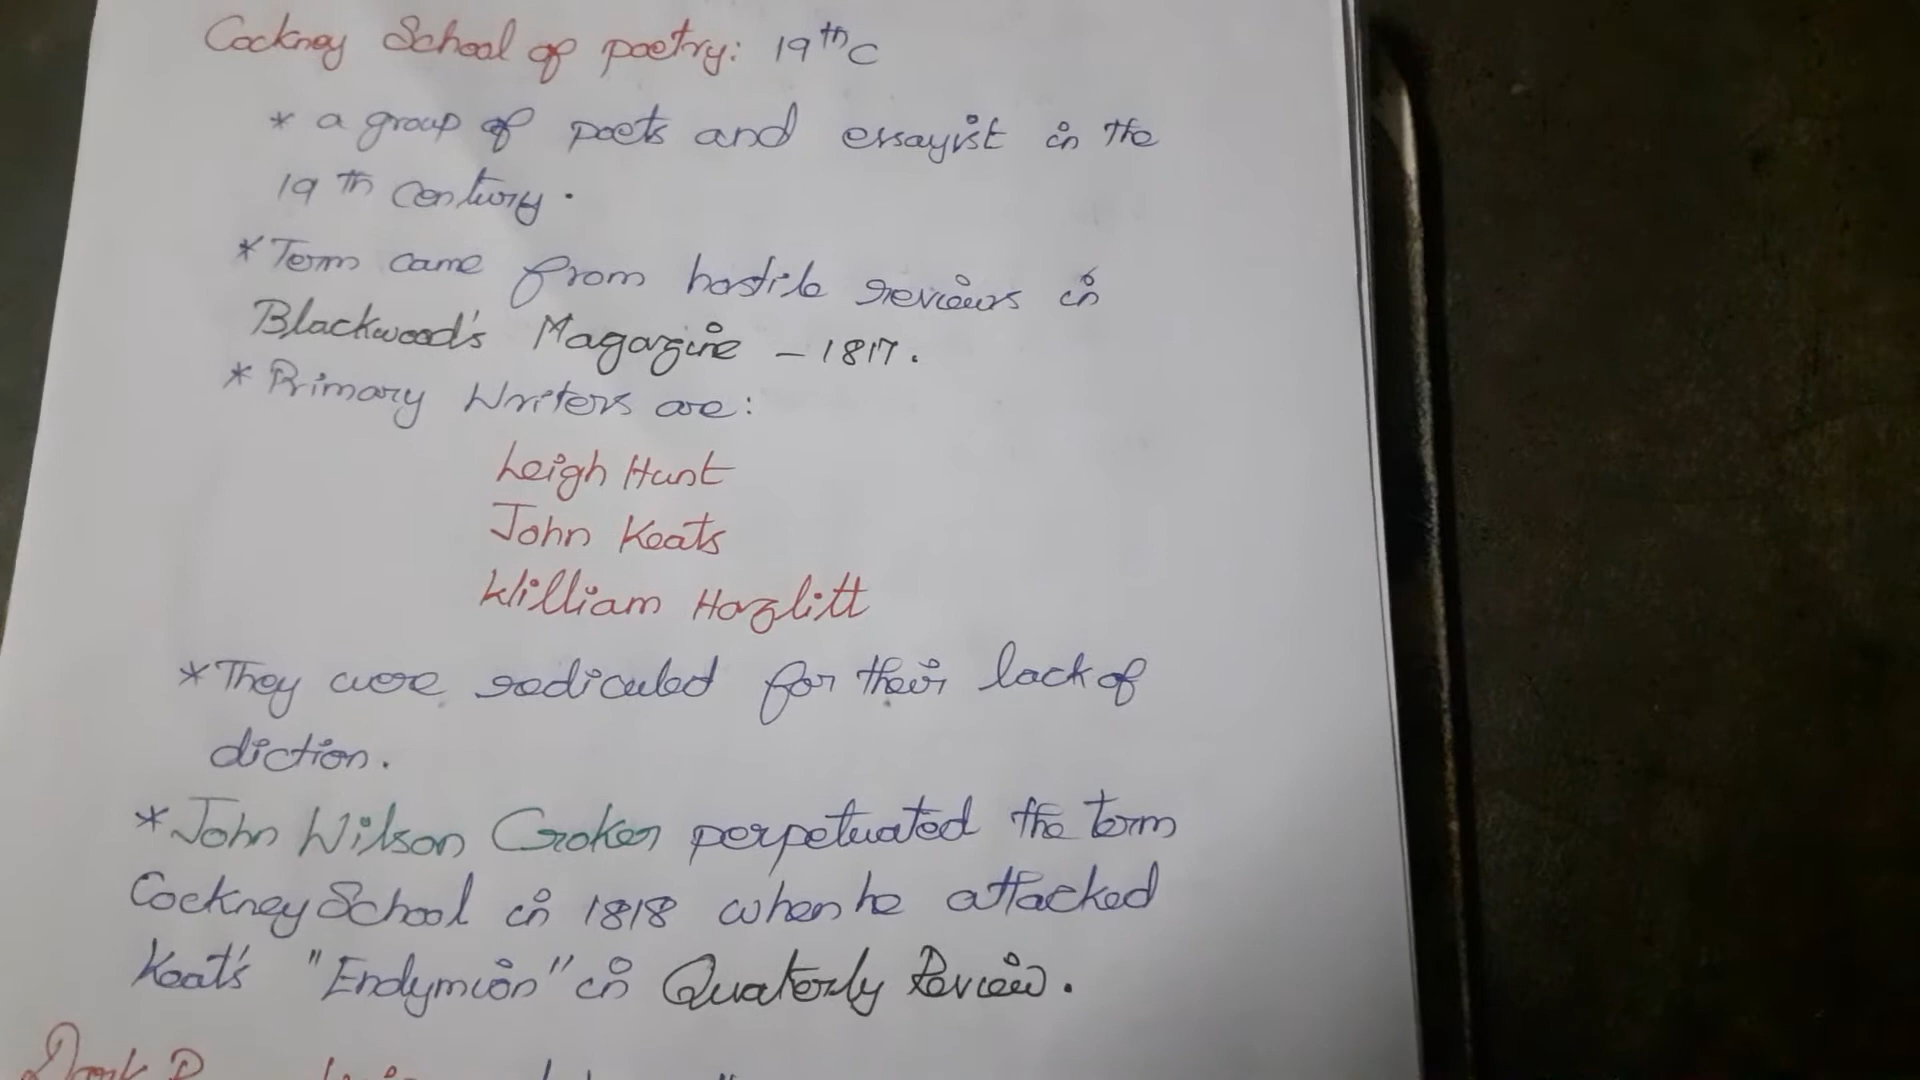 Cockney School of poetry: 19th C
* a group of poets and essayist in the
19th Century.
* Term came from hostile reviews in
Blackwood's Magazine - 1817.
* Primary Writers are:
Leigh Hunt
John Keats
William Hazlitt
* They were rediculed for their lack of
diction.
* John Wilson Croker perpetuated the term
Cockney School in 1818 when he attacked
Keat's "Endymion" in Quaterly Review.